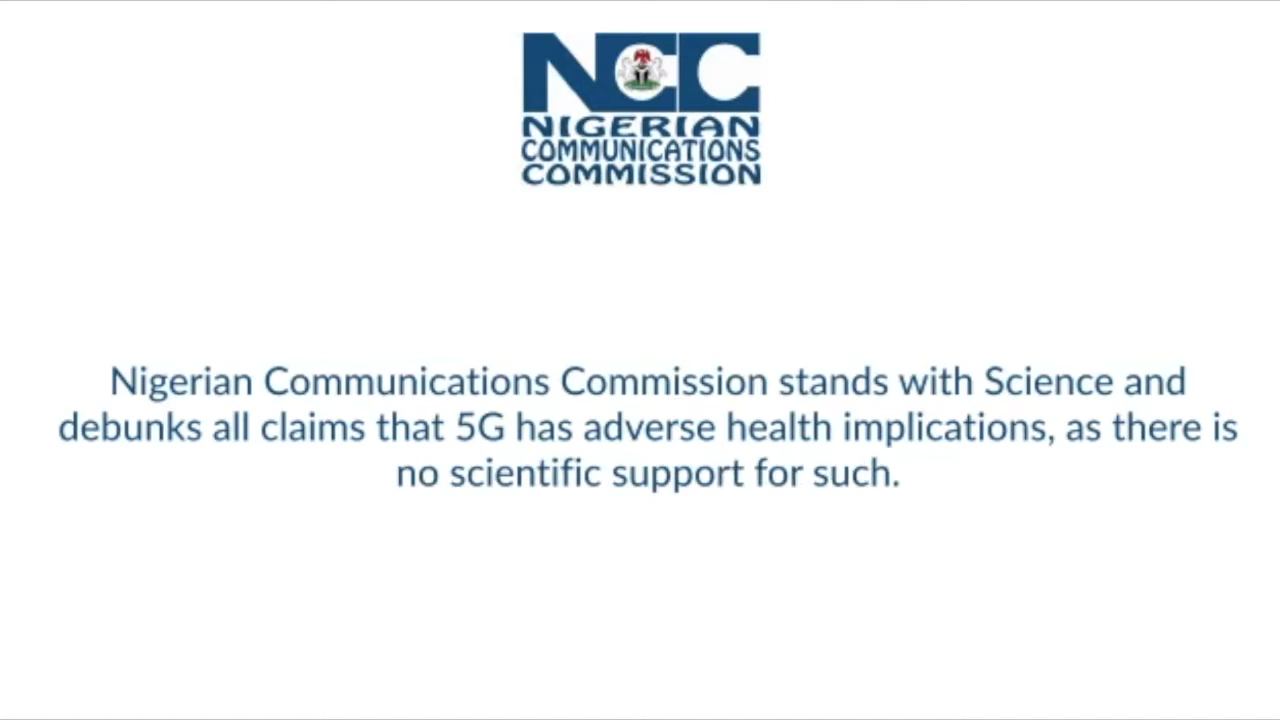 NCC
NIGERIAN
COMMUNICATIONS
COMMISSION
Nigerian Communications Commission stands with Science and
debunks all claims that 5G has adverse health implications, as there is
no scientific support for such.